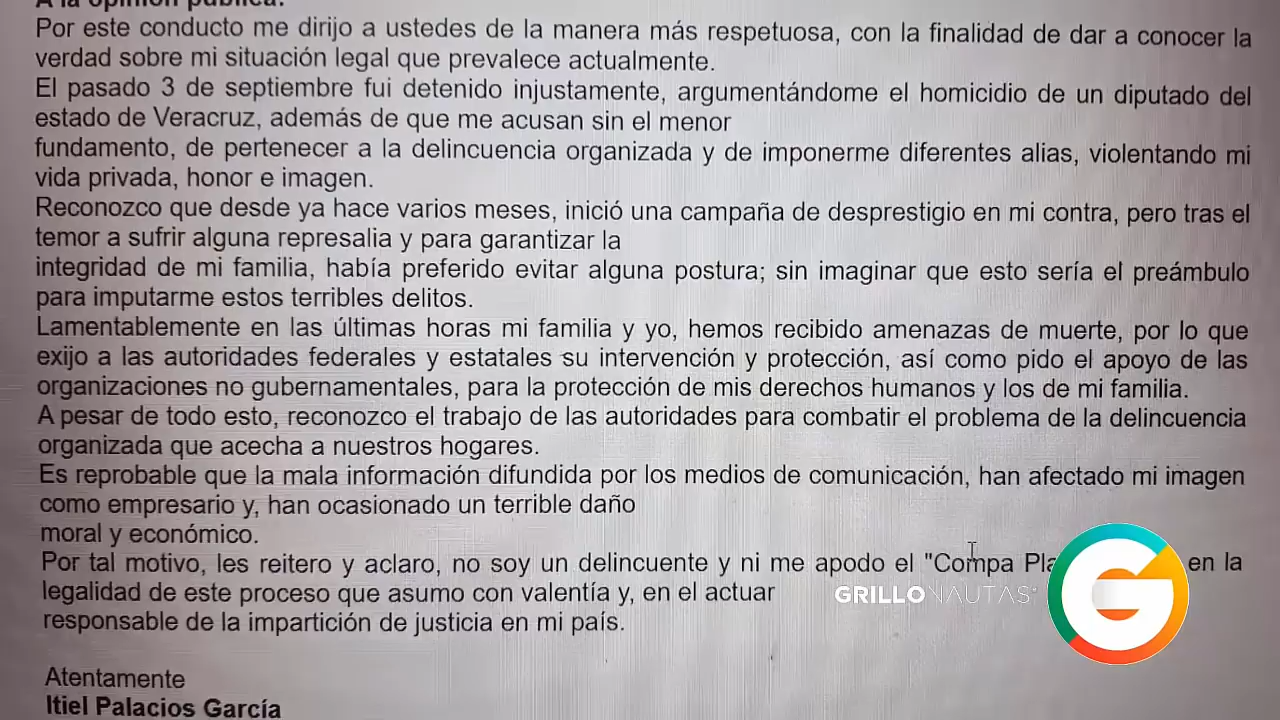 A la opinión pública:
Por este conducto me dirijo a ustedes de la manera más respetuosa, con la finalidad de dar a conocer la
verdad sobre mi situación legal que prevalece actualmente.
El pasado 3 de septiembre fui detenido injustamente, argumentándome el homicidio de un diputado del
estado de Veracruz, además de que me acusan sin el menor
fundamento, de pertenecer a la delincuencia organizada y de imponerme diferentes alias, violentando mi
vida privada, honor e imagen.
Reconozco que desde ya hace varios meses, inició una campaña de desprestigio en mi contra, pero tras el
temor a sufrir alguna represalia y para garantizar la
integridad de mi familia, había preferido evitar alguna postura; sin imaginar que esto sería el preámbulo
para imputarme estos terribles delitos.
Lamentablemente en las últimas horas mi familia y yo, hemos recibido amenazas de muerte, por lo que
exijo a las autoridades federales y estatales su intervención y protección, así como pido el apoyo de las
organizaciones no gubernamentales, para la protección de mis derechos humanos y los de mi familia.
A pesar de todo esto, reconozco el trabajo de las autoridades para combatir el problema de la delincuencia
organizada que acecha a nuestros hogares.
Es reprobable que la mala información difundida por los medios de comunicación, han afectado mi imagen
como empresario y, han ocasionado un terrible daño
moral y económico.
Por tal motivo, les reitero y aclaro, no soy un delincuente y ni me apodo el "Compa en la
legalidad de este proceso que asumo con valentía y, en el actuar
responsable de la impartición de justicia en mi país.
GRILLONAUTAS
G
Atentamente
Itiel Palacios García